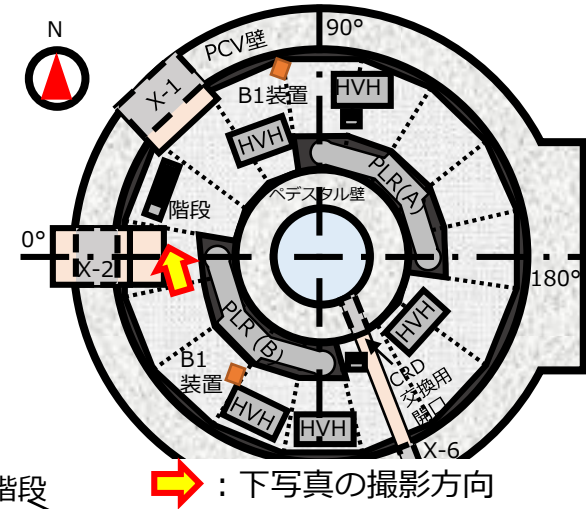 N
90°
PCV壁
X-1
B1装置
HVH
HVH
PLR(A)
ペデスタル壁
階段
0°
X-2
180°
PLR (B)
HVH
B1
装置
CRD
交換用
開口
HVH
HVH
X-6
階段
：下写真の撮影方向